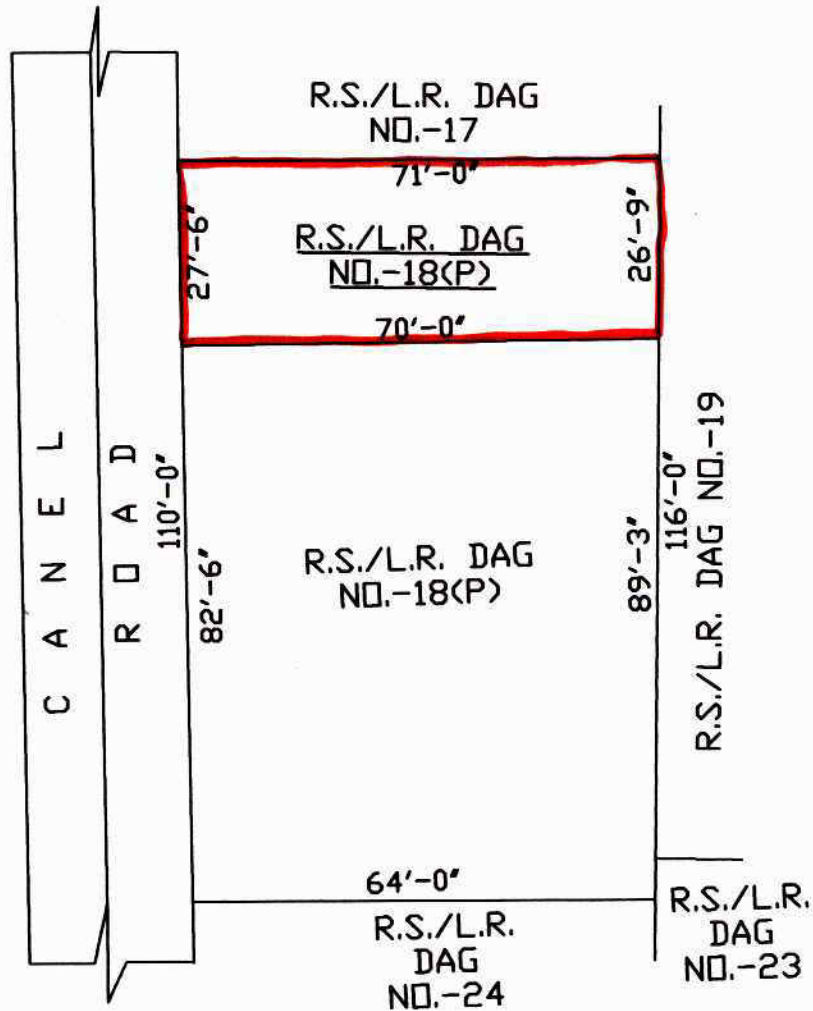 R.S./L.R. DAG
NO.-17
71'-0"
27'-6"
R.S./L.R. DAG
NO.-18(P)
26'-9"
70'-0"
CANEL
ROAD
110'-0"
82'-6"
R.S./L.R. DAG
NO.-18(P)
89'-3"
116'-0"
R.S./L.R. DAG NO.-19
64'-0"
R.S./L.R.
DAG
NO.-24
R.S./L.R.
DAG
NO.-23